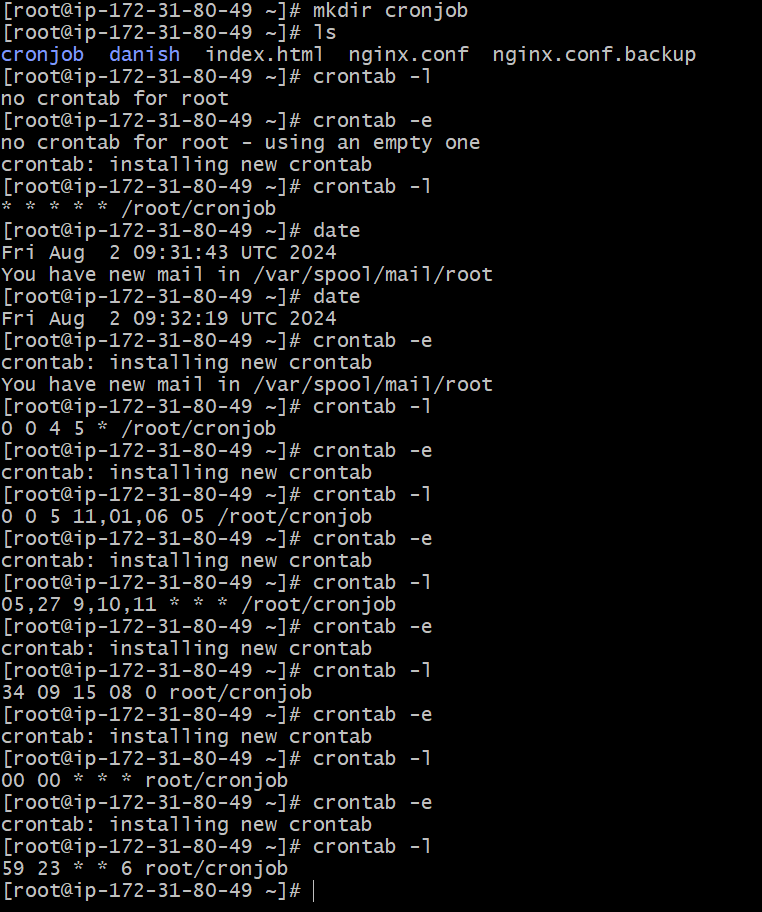 [root@ip-172-31-80-49 ~]# mkdir cronjob
[root@ip-172-31-80-49 ~]# ls
cronjob  danish  index.html  nginx.conf  nginx.conf.backup
[root@ip-172-31-80-49 ~]# crontab -l
no crontab for root
[root@ip-172-31-80-49 ~]# crontab -e
no crontab for root - using an empty one
crontab: installing new crontab
[root@ip-172-31-80-49 ~]# crontab -l
* * * * * /root/cronjob
[root@ip-172-31-80-49 ~]# date
Fri Aug  2 09:31:43 UTC 2024
You have new mail in /var/spool/mail/root
[root@ip-172-31-80-49 ~]# date
Fri Aug  2 09:32:19 UTC 2024
[root@ip-172-31-80-49 ~]# crontab -e
crontab: installing new crontab
You have new mail in /var/spool/mail/root
[root@ip-172-31-80-49 ~]# crontab -l
0 0 4 5 * /root/cronjob
[root@ip-172-31-80-49 ~]# crontab -e
crontab: installing new crontab
[root@ip-172-31-80-49 ~]# crontab -l
0 0 5 11,01,06 05 /root/cronjob
[root@ip-172-31-80-49 ~]# crontab -e
crontab: installing new crontab
[root@ip-172-31-80-49 ~]# crontab -l
05,27 9,10,11 * * * /root/cronjob
[root@ip-172-31-80-49 ~]# crontab -e
crontab: installing new crontab
[root@ip-172-31-80-49 ~]# crontab -l
34 09 15 08 0 root/cronjob
[root@ip-172-31-80-49 ~]# crontab -e
crontab: installing new crontab
[root@ip-172-31-80-49 ~]# crontab -l
00 00 * * * root/cronjob
[root@ip-172-31-80-49 ~]# crontab -e
crontab: installing new crontab
[root@ip-172-31-80-49 ~]# crontab -l
59 23 * * 6 root/cronjob
[root@ip-172-31-80-49 ~]#